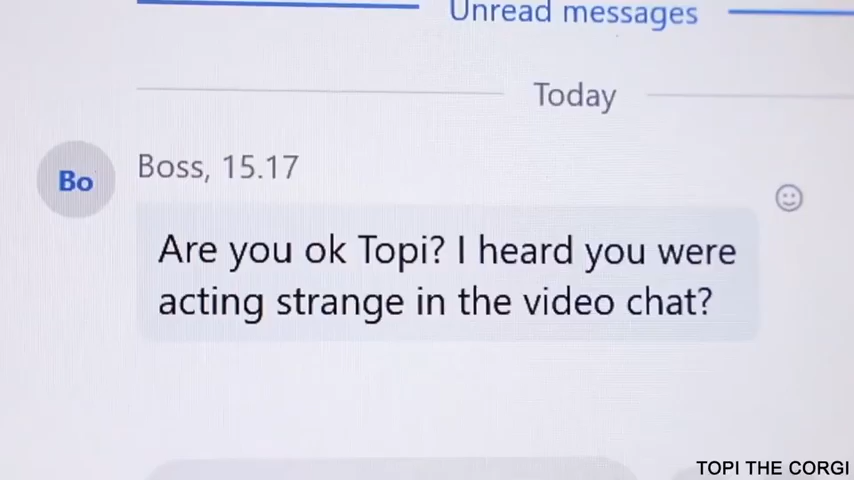 Unread messages
Today
Bo
Boss, 15.17
Are you ok Topi? I heard you were
acting strange in the video chat?
TOPI THE CORGI